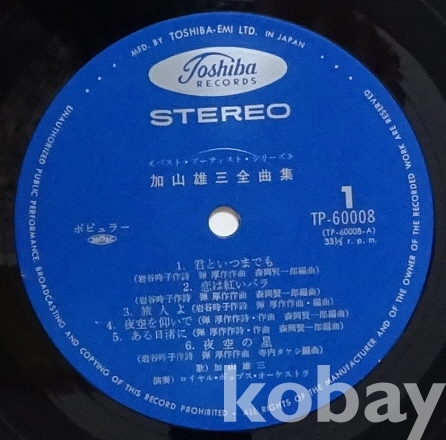 MFD. BY TOSHIBA-EMI LTD. IN JAPAN
Toshiba
RECORDS
STEREO
≪ベスト・アーティスト・シリーズ≫
加山雄三全曲集
1
TP-60008
(TP-60008-A)
33⅓ r. p. m.
ポピュラー
1. 君といつまでも
(岩谷時子作詩 弾 厚作作曲 森岡賢一郎編曲)
2. 恋は紅いバラ
(岩谷時子作詩 弾 厚作作曲 森岡賢一郎編曲)
3. 旅人よ (岩谷時子作詩 弾 厚作作曲・編曲)
4. 夜空を仰いで (弾 厚作作詩・作曲 森岡賢一郎編曲)
5. ある日渚に (弾 厚作作詩・作曲 森岡賢一郎編曲)
6. 夜空の星
(岩谷時子作詩 弾 厚作作曲 寺内タケシ編曲)
歌) 加山雄三
演奏) ロイヤル・ポップス・オーケストラ
UNAUTHORIZED PUBLIC PERFORMANCE BROADCASTING AND COPYING OF THIS RECORD PROHIBITED • ALL RIGHTS OF THE MANUFACTURER AND OF THE OWNER OF THE RECORDED WORK ARE RESERVED
kobay